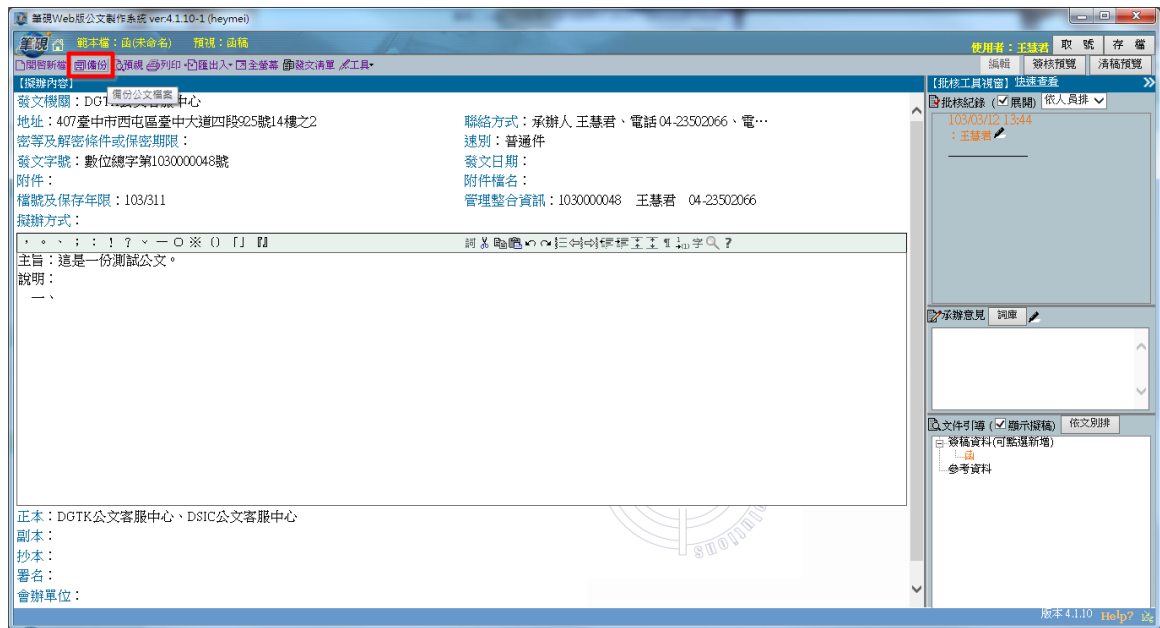 筆硯Web版公文製作系統 ver:4.1.10-1 (heymei)
筆硯 範本檔：函(未命名) 預視：函稿 使用者：王慧君 取 號 存 檔
開啟新檔 備份 預視 列印 匯出入 全螢幕 發文清單 工具 編輯 簽核預覽 清稿預覽
備份公文檔案
【擬辦內容】
發文機關：DGTK公文客服中心
地址：407臺中市西屯區臺中大道四段925號14樓之2 聯絡方式：承辦人 王慧君、電話 04-23502066、電…
密等及解密條件或保密期限： 速別：普通件
發文字號：數位總字第1030000048號 發文日期：
附件： 附件檔名：
檔號及保存年限：103/311 管理整合資訊：1030000048 王慧君 04-23502066
擬辦方式：
，。、；：！？﹀—○※（）「」『』 詞 ¶ 字 ?
主旨：這是一份測試公文。
說明：
一、
正本：DGTK公文客服中心、DSIC公文客服中心
副本：
抄本：
署名：
會辦單位：
【批核工具視窗】快速查看
批核紀錄 (展開) 依人員排
103/03/12 13:44
：王慧君
承辦意見 詞庫
文件引導 (顯示擬稿) 依文別排
簽稿資料(可點選新增)
函
參考資料
版本 4.1.10 Help?